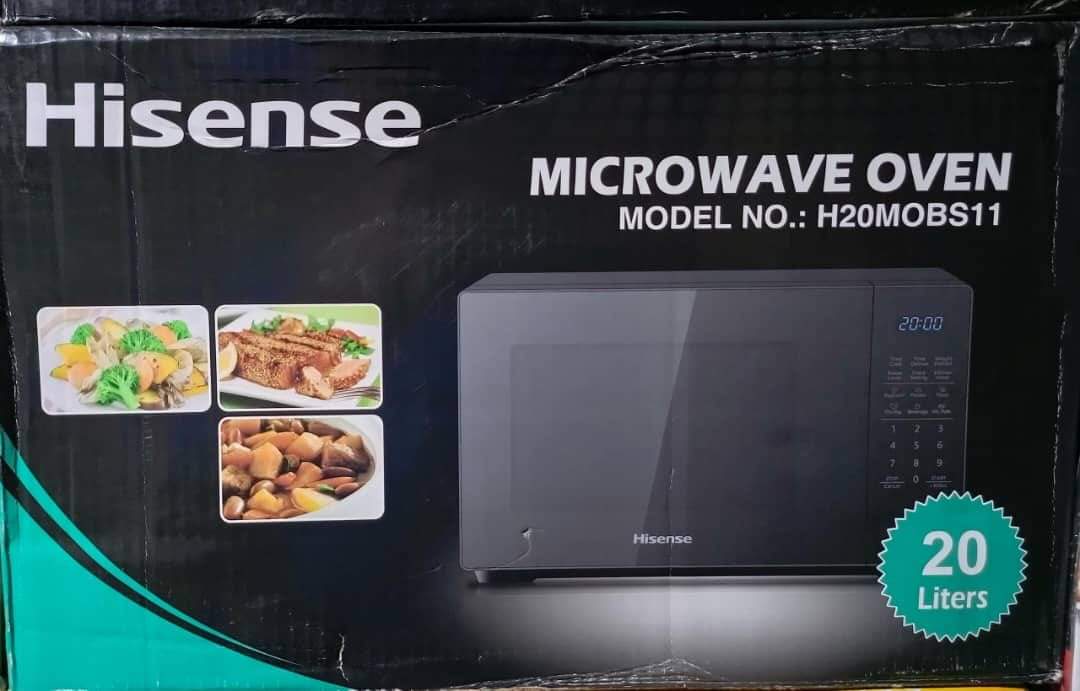 Hisense
MICROWAVE OVEN
MODEL NO.: H20MOBS11
20:00
1 2 3
4 5 6
7 8 9
0
Hisense
20
Liters